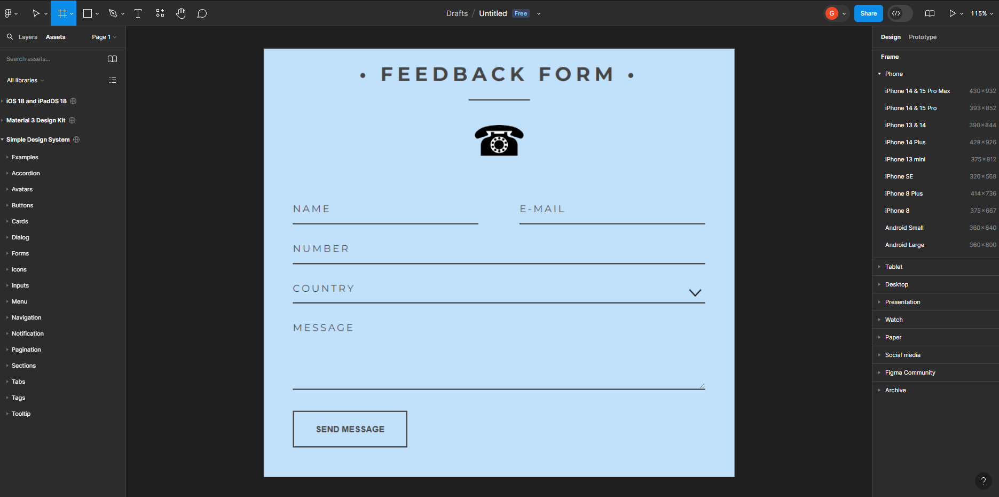 Drafts / Untitled Free
G
Share
115%
Layers Assets Page 1
Search assets...
All libraries
iOS 18 and iPadOS 18
Material 3 Design Kit
Simple Design System
Examples
Accordion
Avatars
Buttons
Cards
Dialog
Forms
Icons
Inputs
Menu
Navigation
Notification
Pagination
Sections
Tabs
Tags
Tooltip
• FEEDBACK FORM •
NAME
E-MAIL
NUMBER
COUNTRY
MESSAGE
SEND MESSAGE
Design Prototype
Frame
Phone
iPhone 14 & 15 Pro Max 430×932
iPhone 14 & 15 Pro 393×852
iPhone 13 & 14 390×844
iPhone 14 Plus 428×926
iPhone 13 mini 375×812
iPhone SE 320×568
iPhone 8 Plus 414×736
iPhone 8 375×667
Android Small 360×640
Android Large 360×800
Tablet
Desktop
Presentation
Watch
Paper
Social media
Figma Community
Archive
?